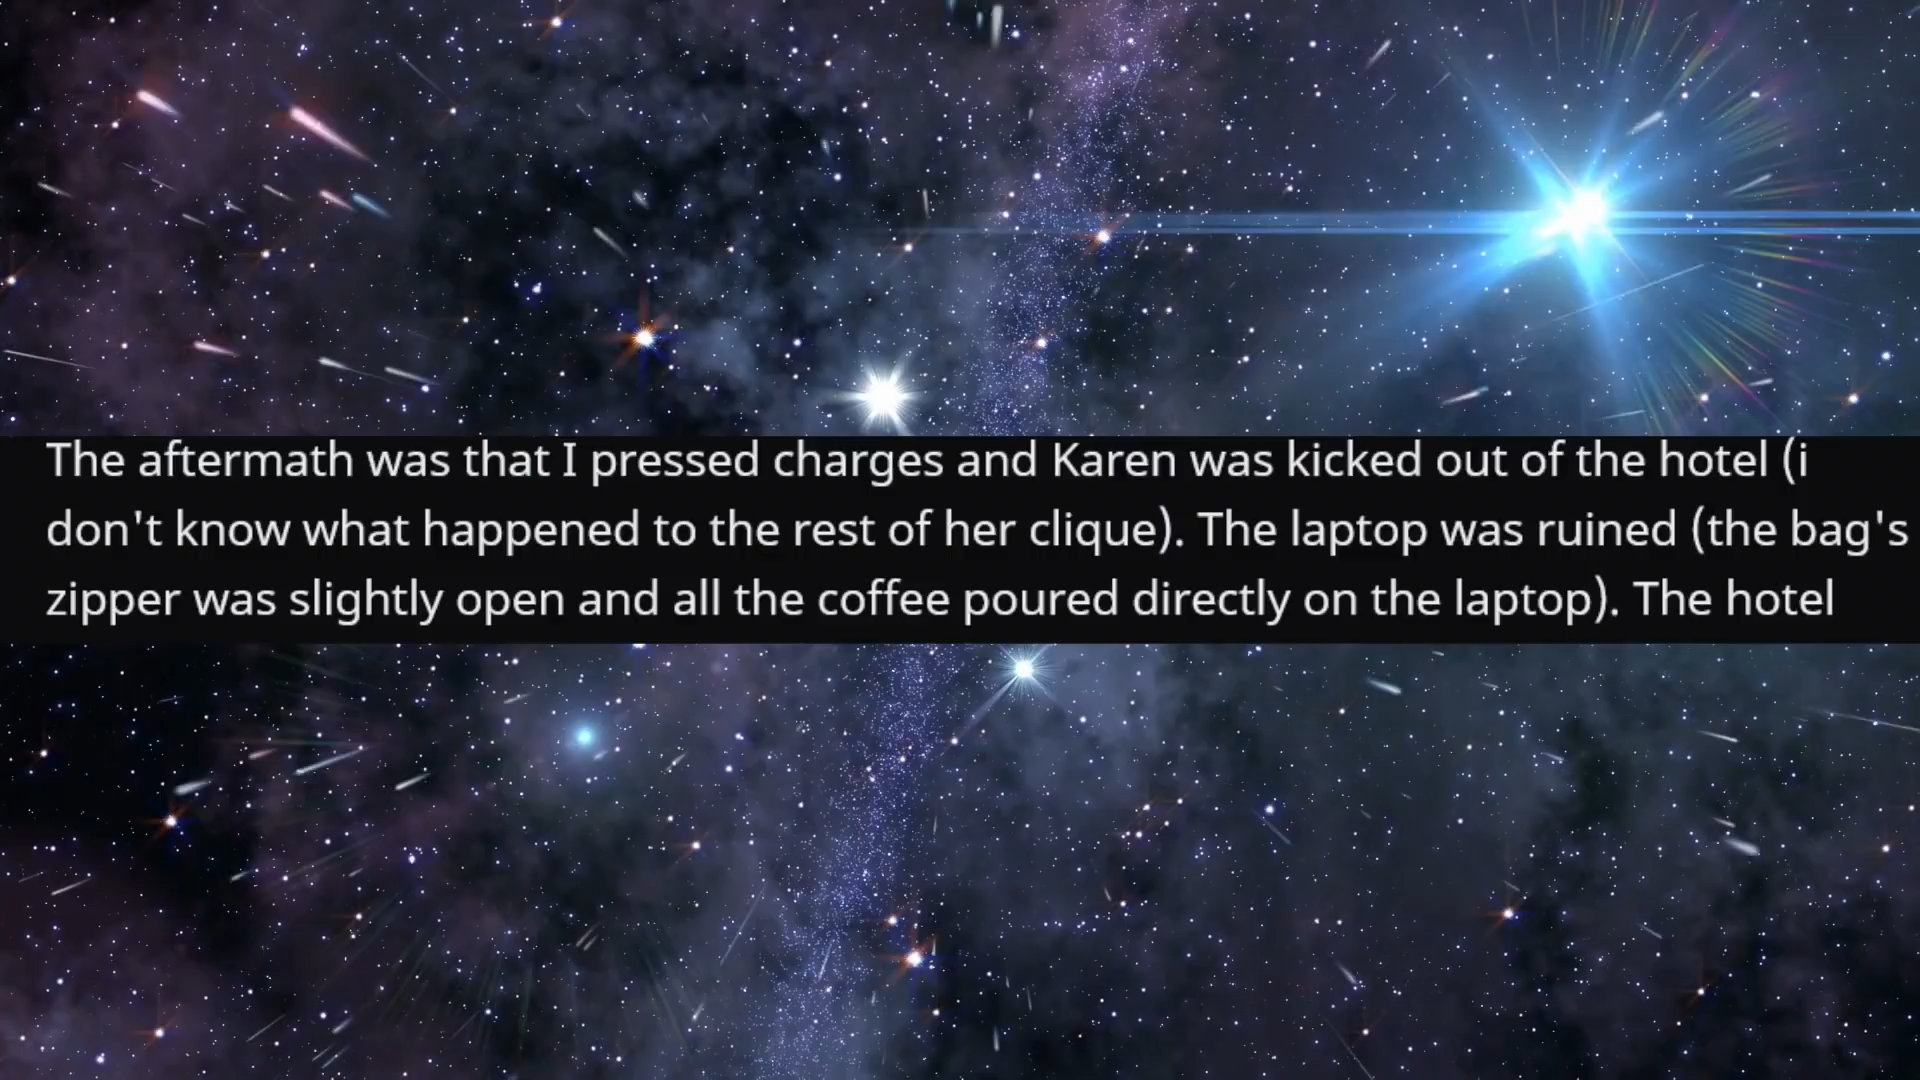 The aftermath was that I pressed charges and Karen was kicked out of the hotel (i
don't know what happened to the rest of her clique). The laptop was ruined (the bag's
zipper was slightly open and all the coffee poured directly on the laptop). The hotel